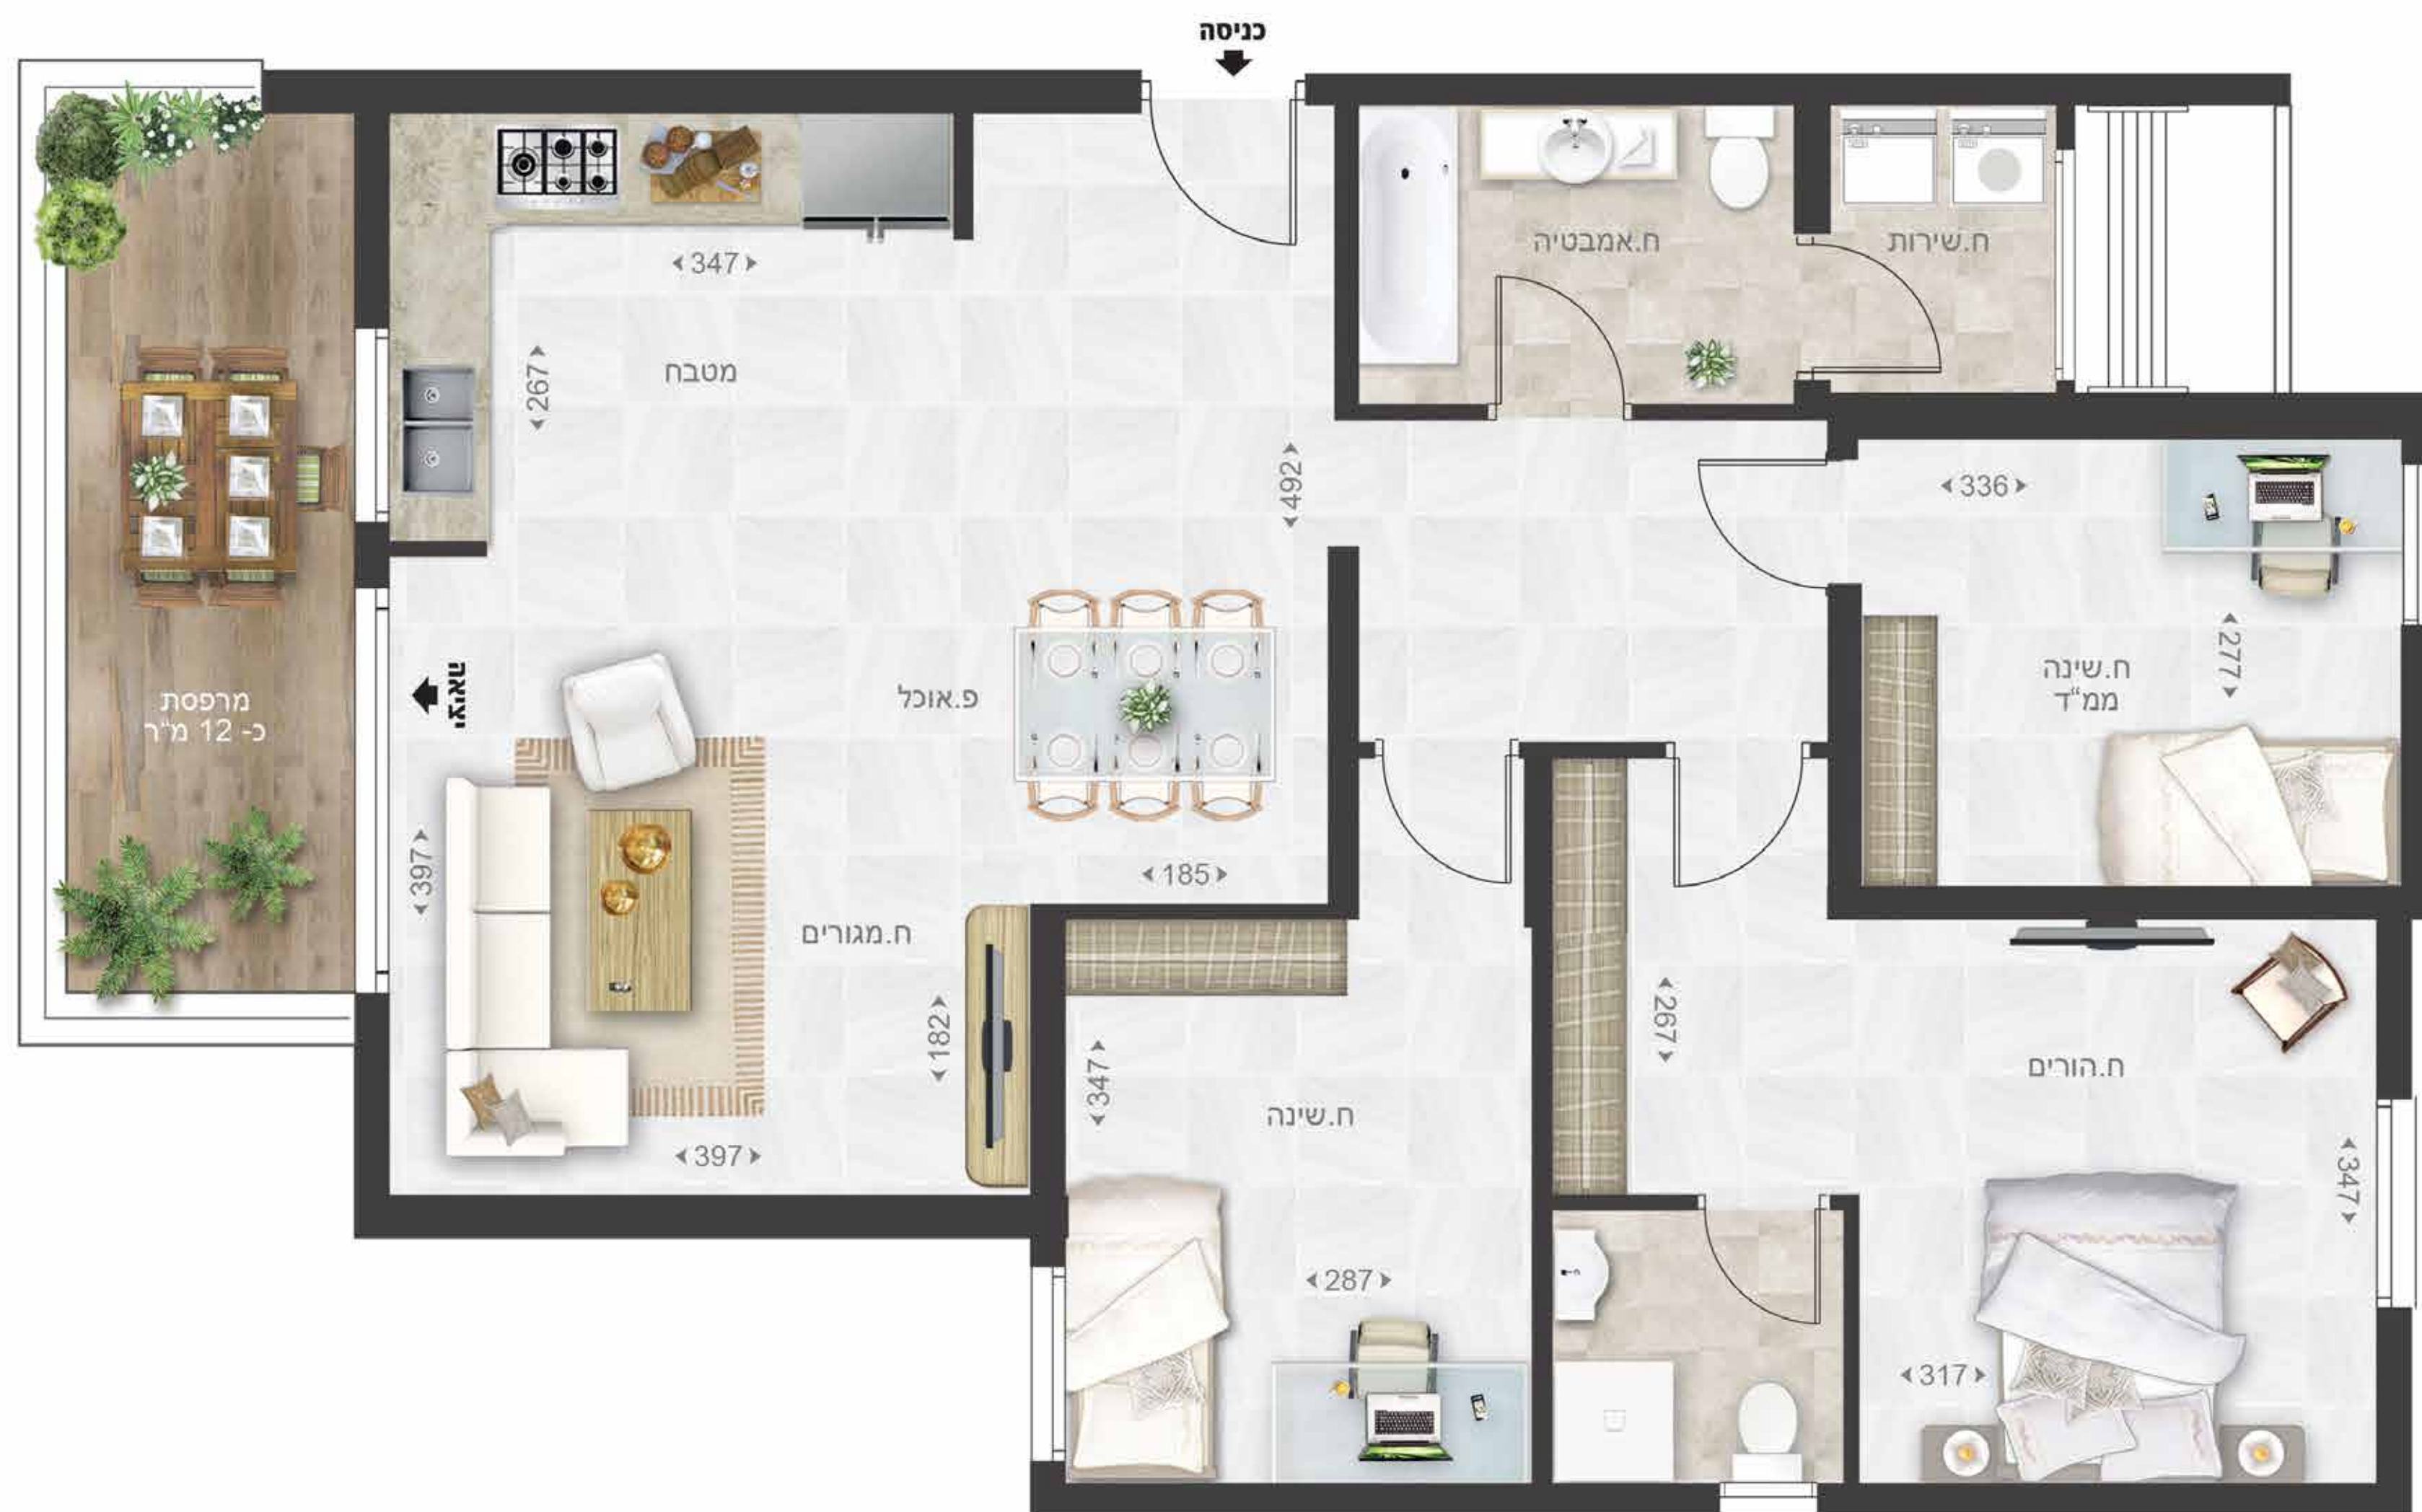 כניסה
ח.אמבטיה
ח.שירות
347
267
מטבח
492
336
277
ח.שינה
ממ"ד
יציאה
מרפסת
כ- 12 מ"ר
פ.אוכל
397
185
ח.מגורים
182
397
347
ח.שינה
287
267
ח.הורים
347
317